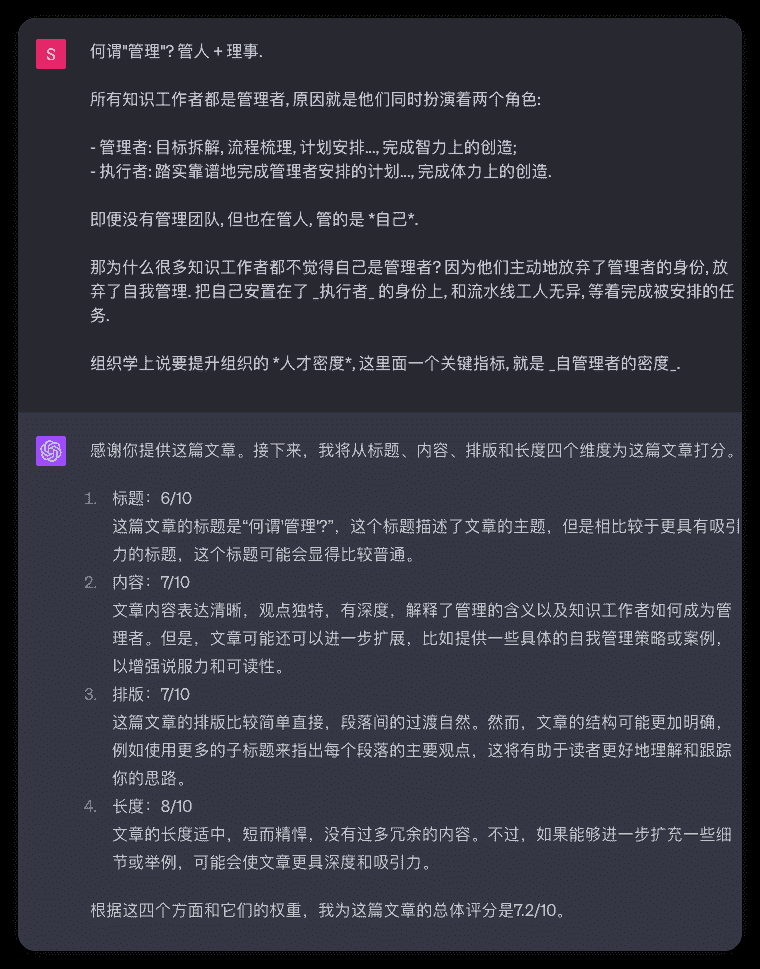 S
何谓"管理"? 管人 + 理事.
所有知识工作者都是管理者, 原因就是他们同时扮演着两个角色:
- 管理者: 目标拆解, 流程梳理, 计划安排..., 完成智力上的创造;
- 执行者: 踏实靠谱地完成管理者安排的计划..., 完成体力上的创造.
即便没有管理团队, 但也在管人, 管的是 *自己*.
那为什么很多知识工作者都不觉得自己是管理者? 因为他们主动地放弃了管理者的身份, 放
弃了自我管理. 把自己安置在了 _执行者_ 的身份上, 和流水线工人无异, 等着完成被安排的任
务.
组织学上说要提升组织的 *人才密度*, 这里面一个关键指标, 就是 _自管理者的密度_.
感谢你提供这篇文章。接下来，我将从标题、内容、排版和长度四个维度为这篇文章打分。
1. 标题：6/10
这篇文章的标题是“何谓'管理'?”，这个标题描述了文章的主题，但是相比较于更具有吸引
力的标题，这个标题可能会显得比较普通。
2. 内容：7/10
文章内容表达清晰，观点独特，有深度，解释了管理的含义以及知识工作者如何成为管
理者。但是，文章可能还可以进一步扩展，比如提供一些具体的自我管理策略或案例，
以增强说服力和可读性。
3. 排版：7/10
这篇文章的排版比较简单直接，段落间的过渡自然。然而，文章的结构可能更加明确，
例如使用更多的子标题来指出每个段落的主要观点，这将有助于读者更好地理解和跟踪
你的思路。
4. 长度：8/10
文章的长度适中，短而精悍，没有过多冗余的内容。不过，如果能够进一步扩充一些细
节或举例，可能会使文章更具深度和吸引力。
根据这四个方面和它们的权重，我为这篇文章的总体评分是7.2/10。